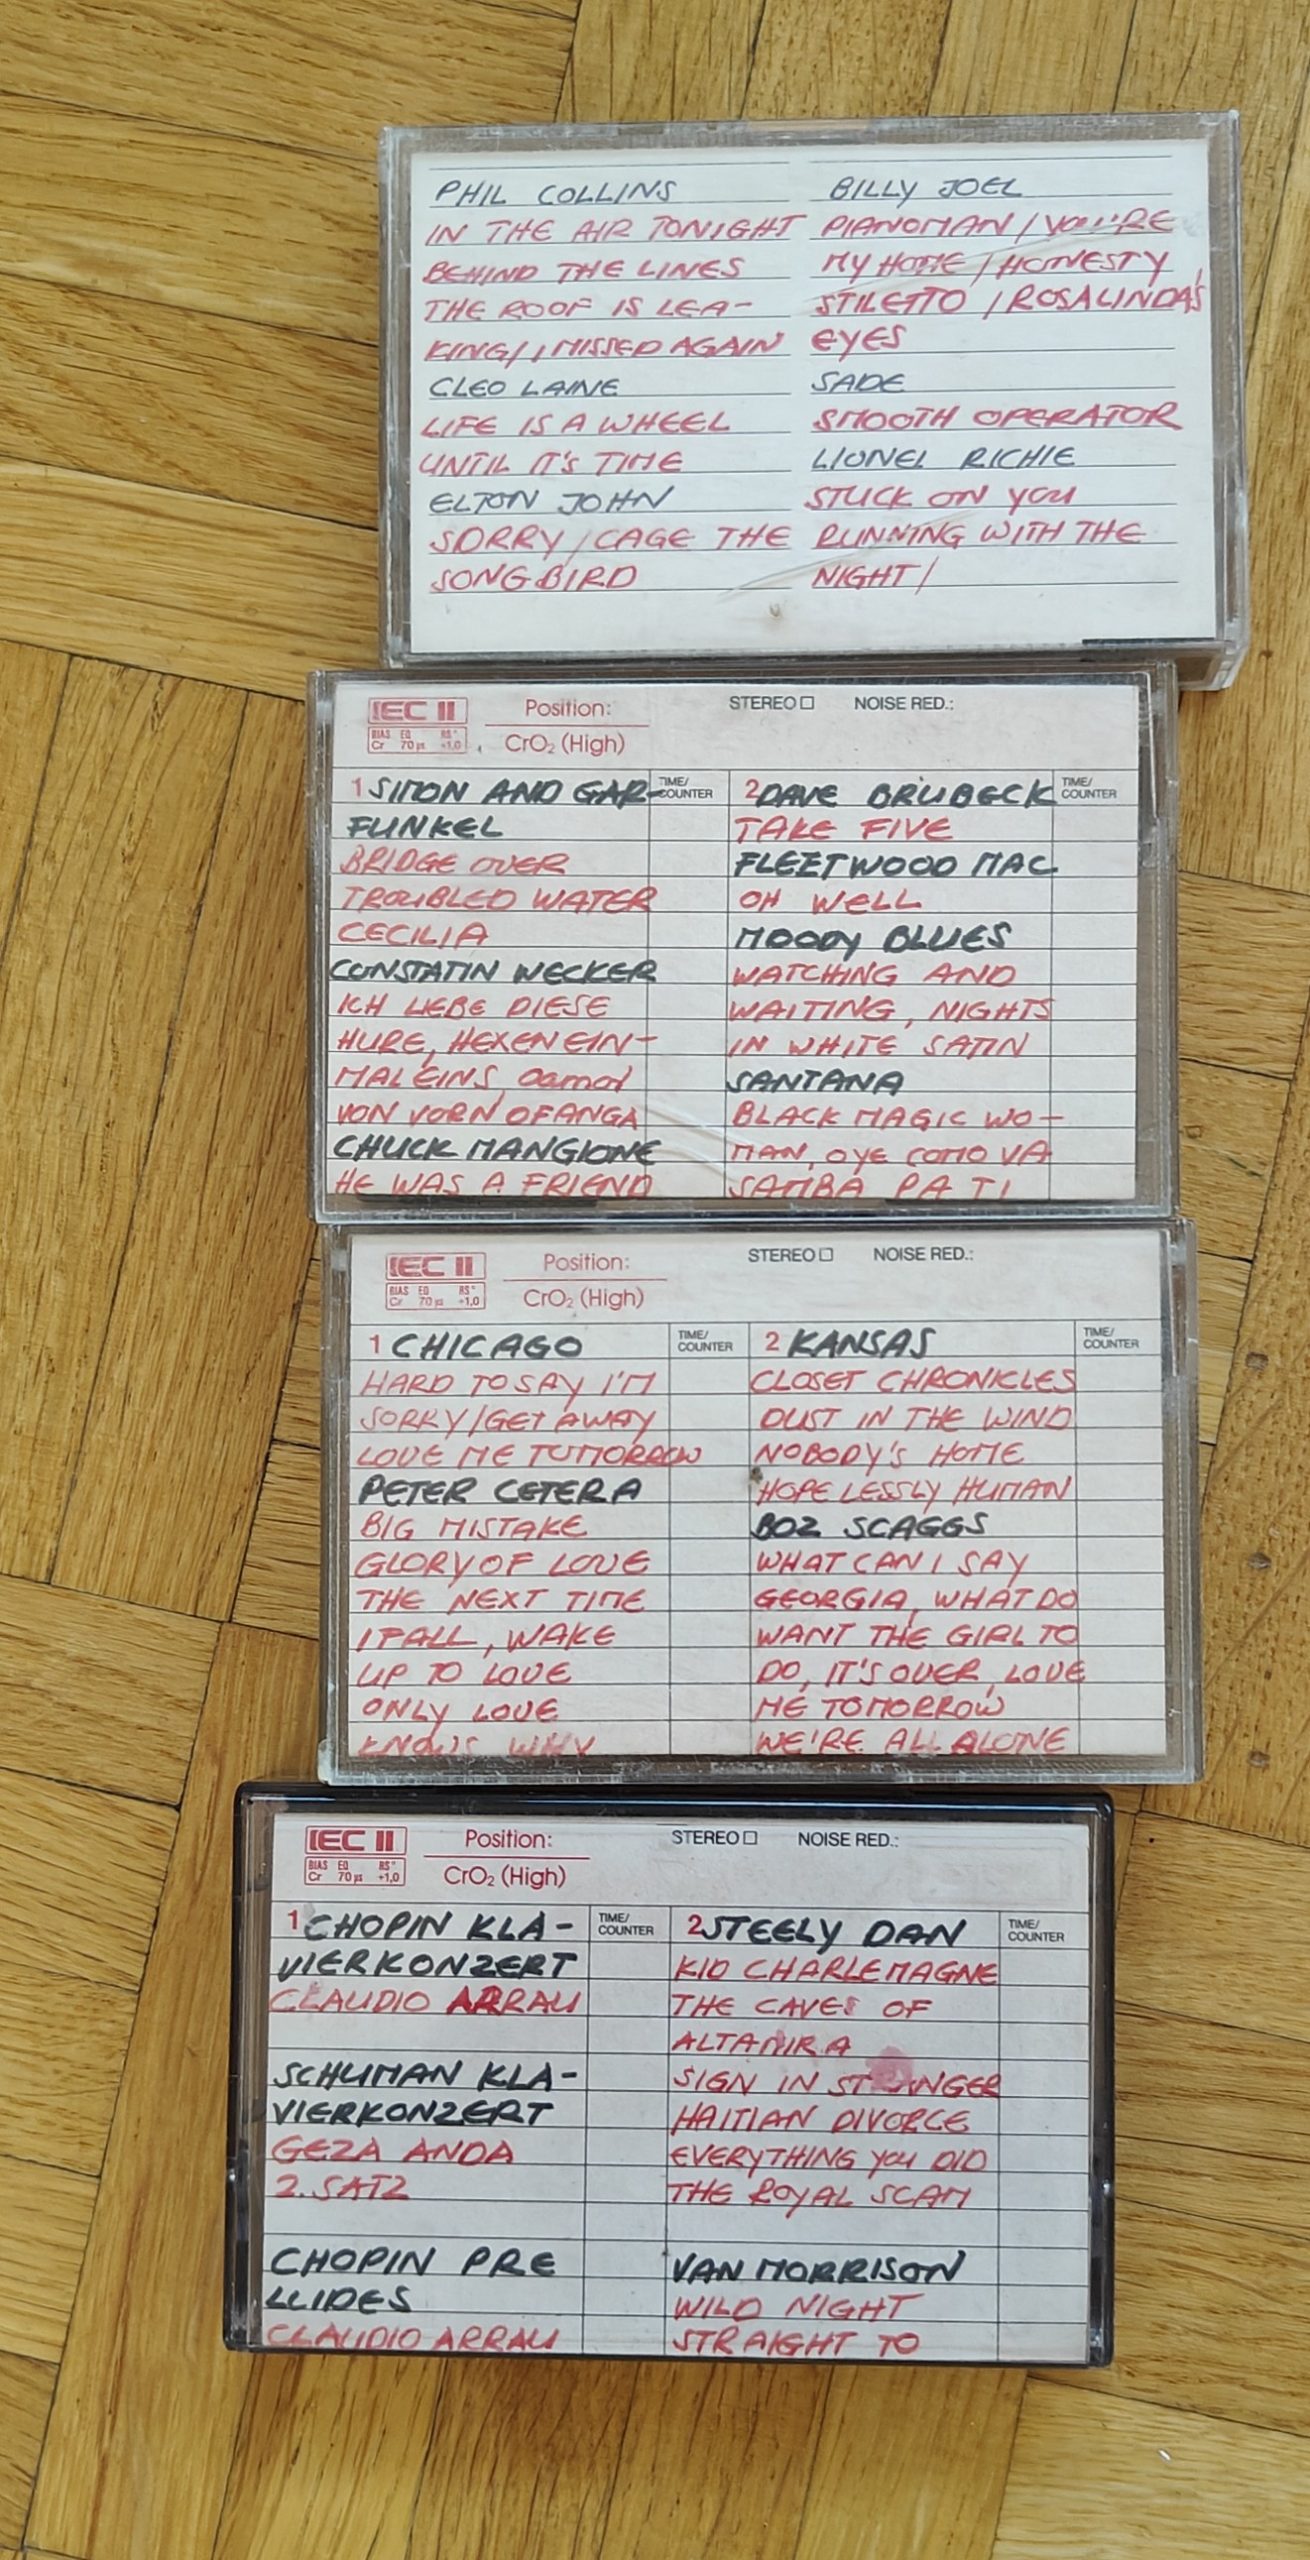 PHIL COLLINS
IN THE AIR TONIGHT
BEHIND THE LINES
THE ROOF IS LEA-
KING/I MISSED AGAIN
CLEO LAINE
LIFE IS A WHEEL
UNTIL IT'S TIME
ELTON JOHN
SORRY/CAGE THE
SONGBIRD
BILLY JOEL
PIANOMAN/YOU'RE
MY HOME/HONESTY
STILETTO/ROSALINDA'S
EYES
SADE
SMOOTH OPERATOR
LIONEL RICHIE
STUCK ON YOU
RUNNING WITH THE
NIGHT/
IEC II
BIAS EQ RS*
Cr 70 µs +1,0
Position:
CrO₂ (High)
STEREO □ NOISE RED.:
1 SIMON AND GAR-
TIME/
COUNTER
FUNKEL
BRIDGE OVER
TROUBLED WATER
CECILIA
CONSTATIN WECKER
ICH LIEBE DIESE
HURE, HEXENEIN-
MALEINS, Oamol
VON VORN OFANGA
CHUCK MANGIONE
HE WAS A FRIEND
2 DAVE BRUBECK
TIME/
COUNTER
TAKE FIVE
FLEETWOOD MAC
OH WELL
MOODY BLUES
WATCHING AND
WAITING, NIGHTS
IN WHITE SATIN
SANTANA
BLACK MAGIC WO-
MAN, OYE COMO VA
SAMBA PA TI
IEC II
BIAS EQ RS*
Cr 70 µs +1,0
Position:
CrO₂ (High)
STEREO □ NOISE RED.:
1 CHICAGO
TIME/
COUNTER
HARD TO SAY I'M
SORRY/GET AWAY
LOVE ME TOMORROW
PETER CETERA
BIG MISTAKE
GLORY OF LOVE
THE NEXT TIME
I FALL, WAKE
UP TO LOVE
ONLY LOVE
KNOWS WHY
2 KANSAS
TIME/
COUNTER
CLOSET CHRONICLES
DUST IN THE WIND
NOBODY'S HOME
HOPELESSLY HUMAN
BOZ SCAGGS
WHAT CAN I SAY
GEORGIA, WHAT DO
WANT THE GIRL TO
DO, IT'S OVER, LOVE
ME TOMORROW
WE'RE ALL ALONE
IEC II
BIAS EQ RS*
Cr 70 µs +1,0
Position:
CrO₂ (High)
STEREO □ NOISE RED.:
1 CHOPIN KLA-
TIME/
COUNTER
VIERKONZERT
CLAUDIO ARRAU
SCHUMAN KLA-
VIERKONZERT
GEZA ANDA
2. SATZ
CHOPIN PRE
LUDES
CLAUDIO ARRAU
2 STEELY DAN
TIME/
COUNTER
KID CHARLEMAGNE
THE CAVES OF
ALTAMIRA
SIGN IN
HAITIAN DIVORCE
EVERYTHING YOU DID
THE ROYAL SCAM
VAN MORRISON
WILD NIGHT
STRAIGHT TO